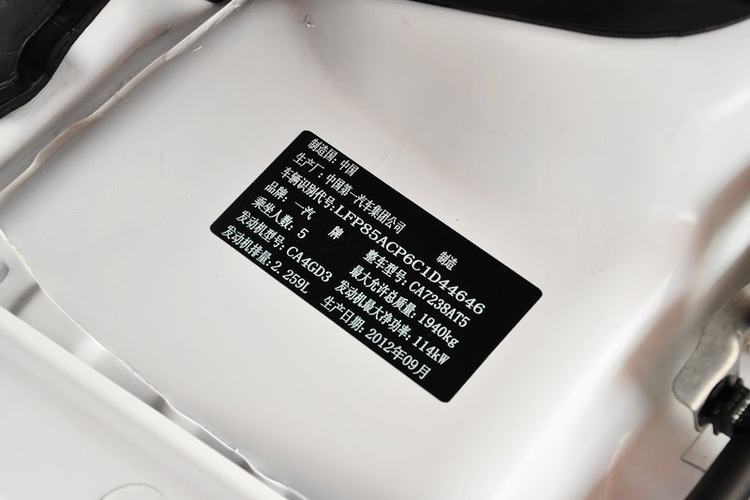 制造国: 中国
生产厂: 中国第一汽车集团公司 制造
车辆识别代号: LFP85ACP6C1D44646
品牌: 一汽 牌 整车型号: CA7238AT5
乘坐人数: 5 最大允许总质量: 1940kg
发动机型号: CA4GD3 发动机最大净功率: 114kW
发动机排量: 2.259L 生产日期: 2012年09月